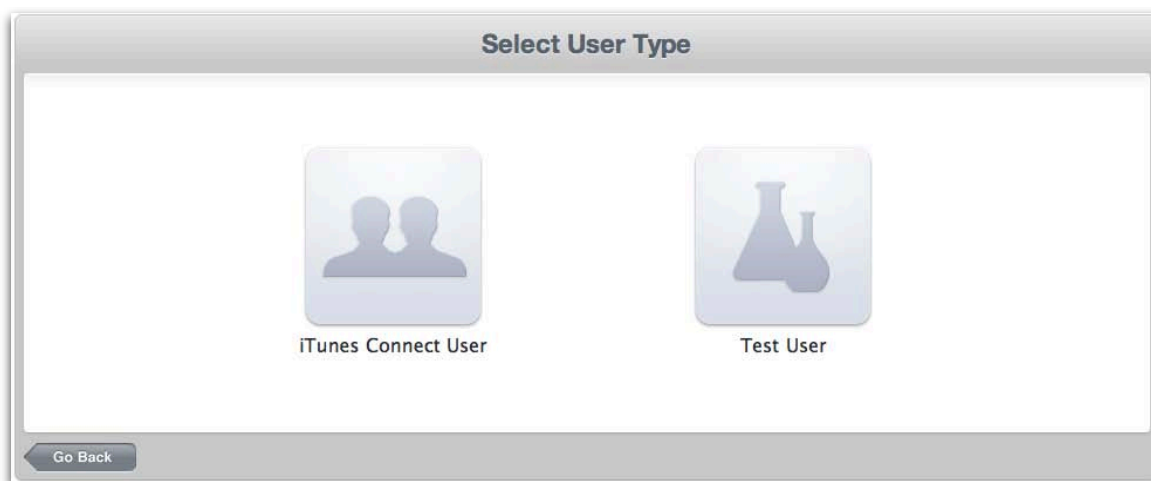 Select User Type
iTunes Connect User
Test User
Go Back